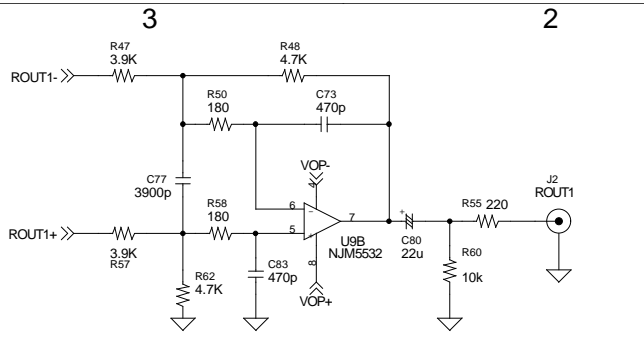 3
2
R47
3.9K
R48
4.7K
ROUT1-
R50
180
C73
470p
C77
3900p
VOP-
4
R58
180
6
5
7
ROUT1+
3.9K
R57
U9B
NJM5532
8
VOP+
R62
4.7K
C83
470p
C80
22u
R55 220
R60
10k
J2
ROUT1
+
-
+